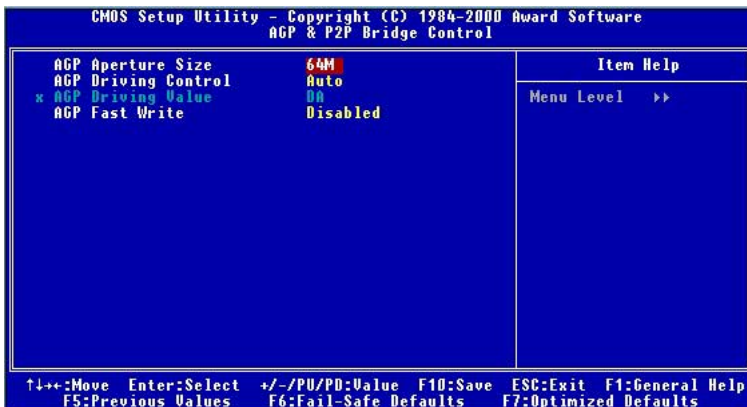 CMOS Setup Utility - Copyright (C) 1984-2000 Award Software
AGP & P2P Bridge Control
AGP Aperture Size 64M
AGP Driving Control Auto
x AGP Driving Value DA
AGP Fast Write Disabled
Item Help
Menu Level ▸▸
↑↓→←:Move Enter:Select +/-/PU/PD:Value F10:Save ESC:Exit F1:General Help
F5:Previous Values F6:Fail-Safe Defaults F7:Optimized Defaults